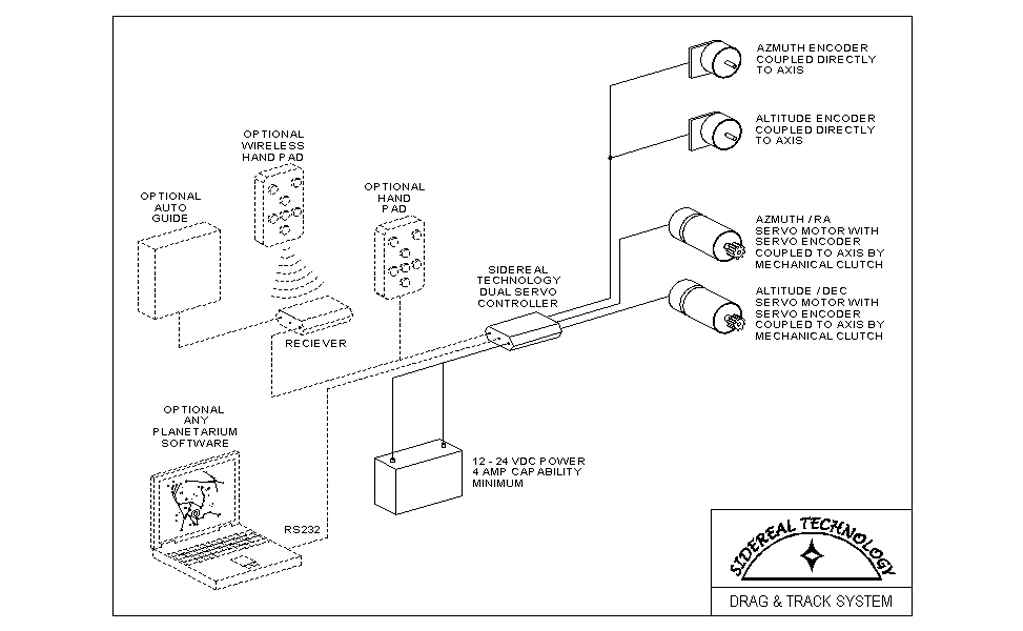 AZMUTH ENCODER
COUPLED DIRECTLY
TO AXIS
ALTITUDE ENCODER
COUPLED DIRECTLY
TO AXIS
OPTIONAL
WIRELESS
HAND PAD
OPTIONAL
AUTO
GUIDE
OPTIONAL
HAND
PAD
AZMUTH / RA
SERVO MOTOR WITH
SERVO ENCODER
COUPLED TO AXIS BY
MECHANICAL CLUTCH
SIDEREAL
TECHNOLOGY
DUAL SERVO
CONTROLLER
ALTITUDE / DEC
SERVO MOTOR WITH
SERVO ENCODER
COUPLED TO AXIS BY
MECHANICAL CLUTCH
RECIEVER
OPTIONAL
ANY
PLANETARIUM
SOFTWARE
12 - 24 VDC POWER
4 AMP CAPABILITY
MINIMUM
RS232
SIDEREAL TECHNOLOGY
DRAG & TRACK SYSTEM